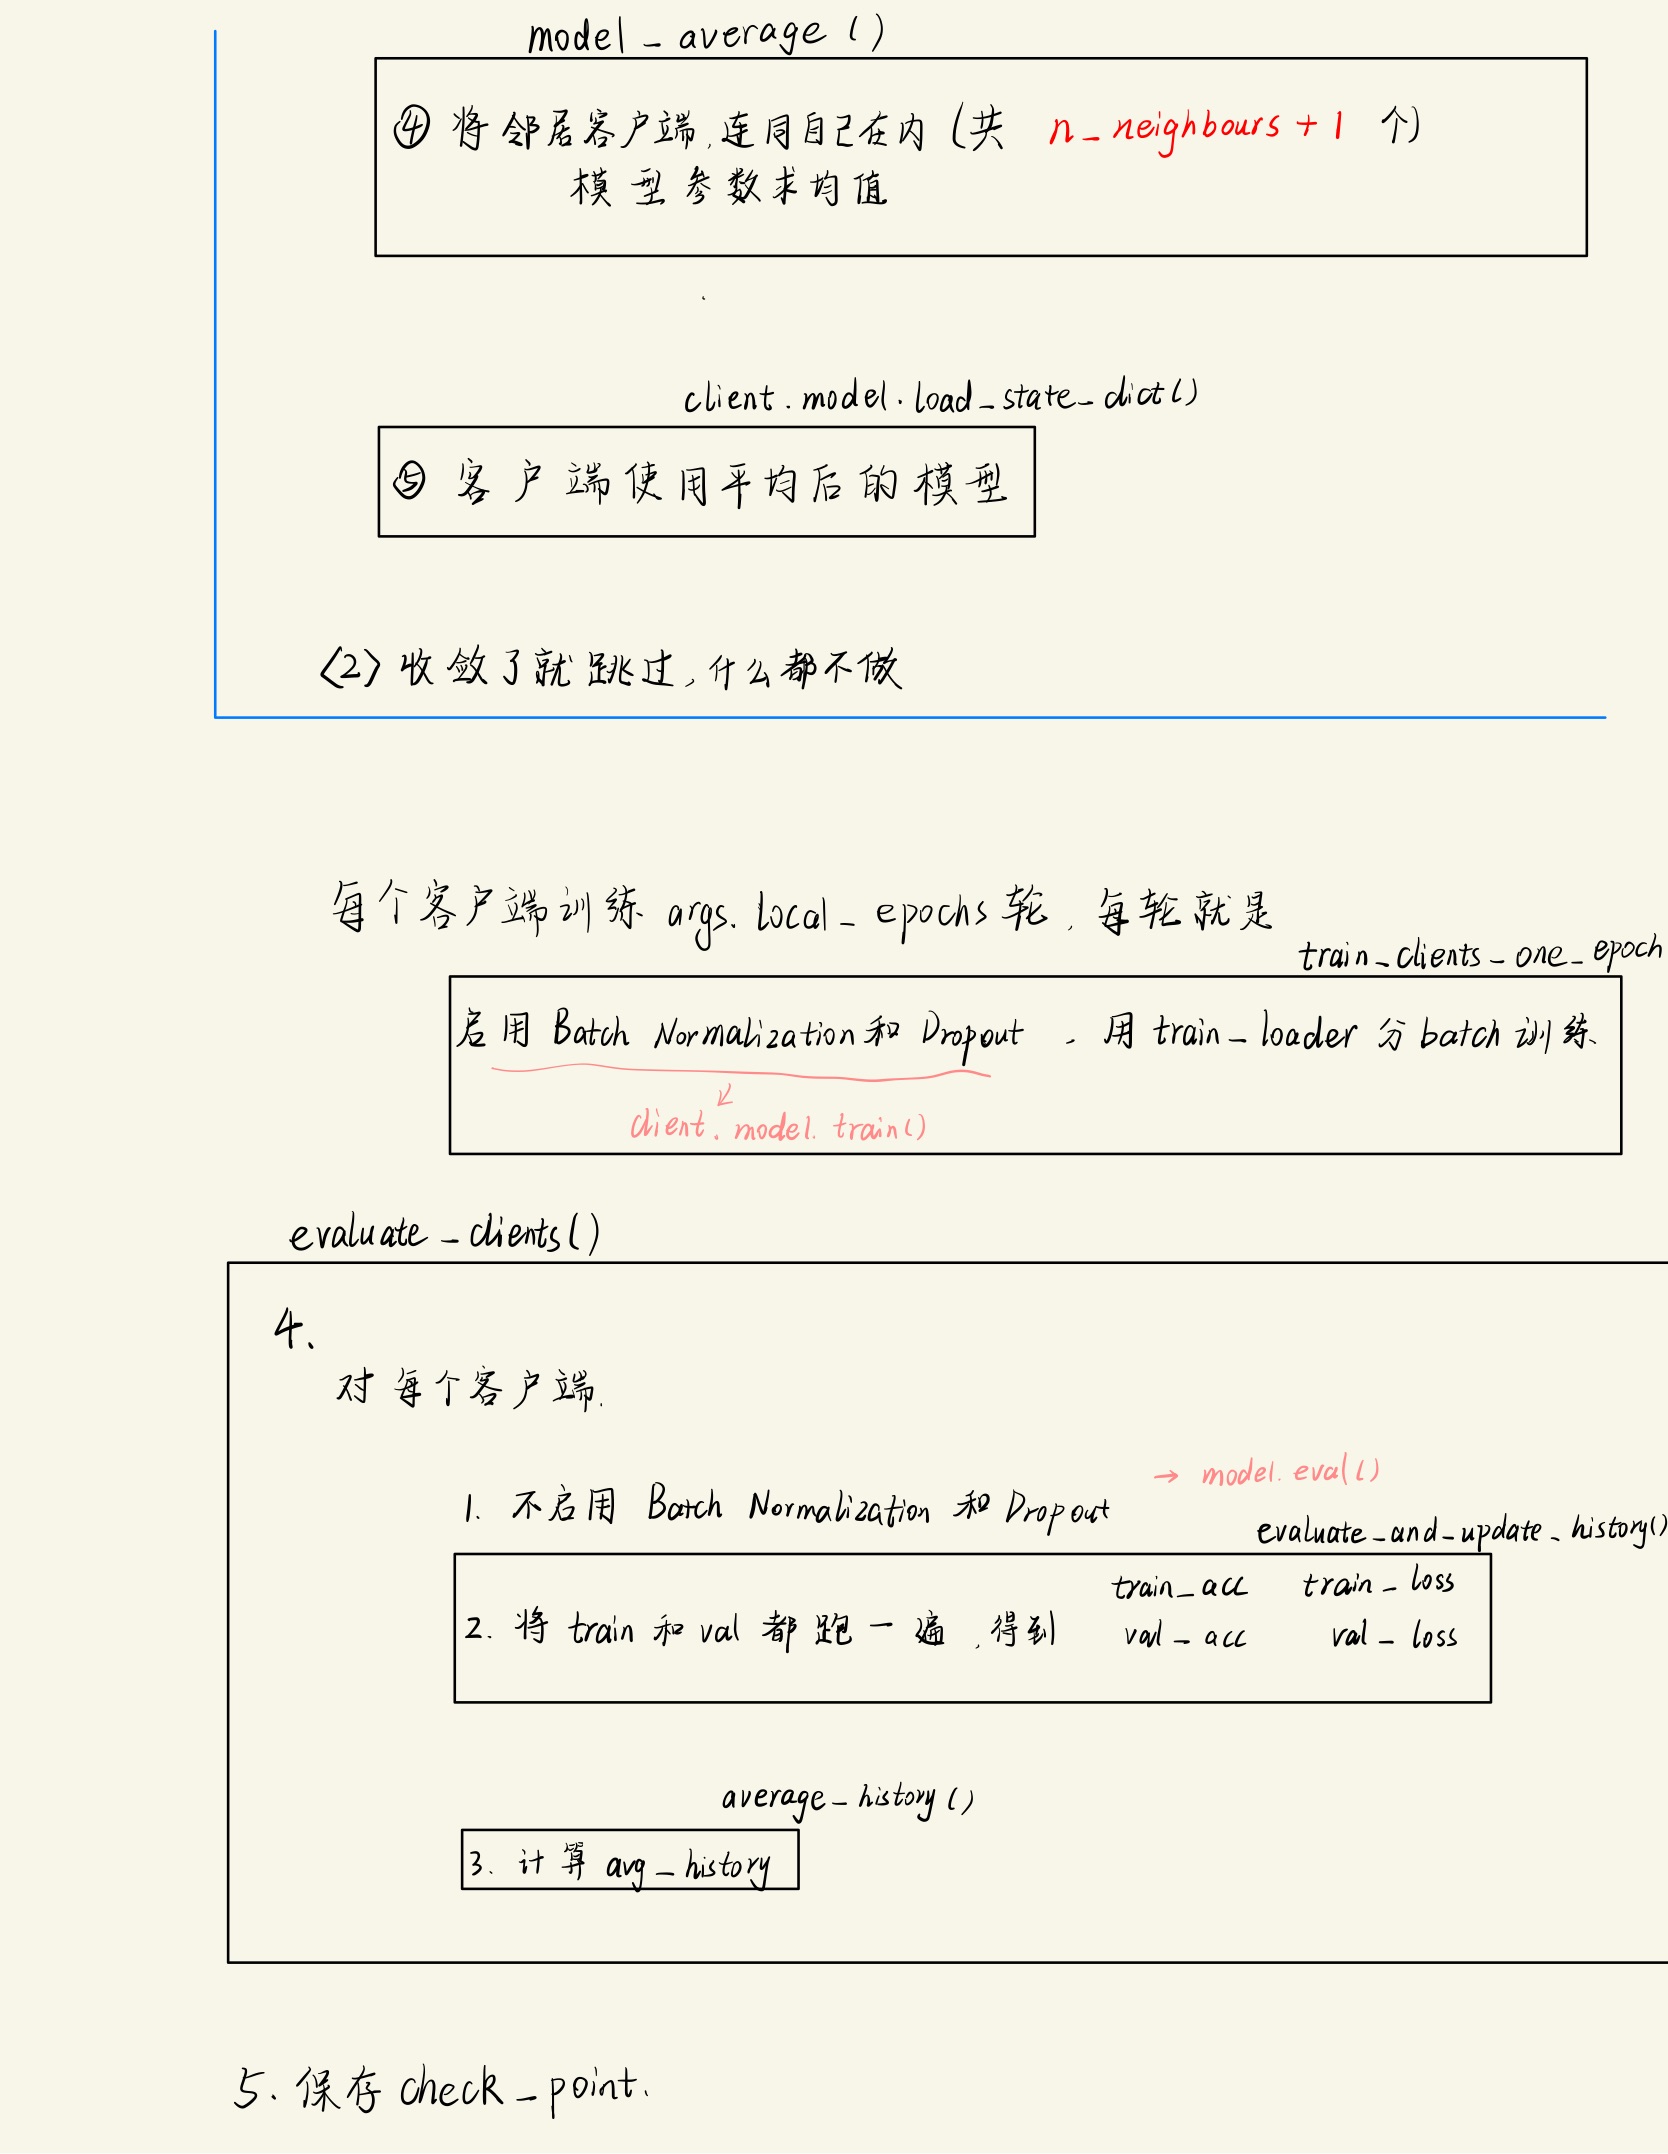 model_average()
④ 将邻居客户端,连同自己在内(共 n_neighbours+1 个)
模型参数求均值
client.model.load_state_dict()
⑤ 客户端使用平均后的模型
<2> 收敛了就跳过,什么都不做
每个客户端训练 args.local_epochs 轮,每轮就是
train_clients_one_epoch
启用 Batch Normalization 和 Dropout,用 train_loader 分 batch 训练
client.model.train()
evaluate_clients()
4、
对每个客户端.
→ model.eval()
1. 不启用 Batch Normalization 和 Dropout
evaluate_and_update_history()
train_acc train_loss
2. 将 train 和 val 都跑一遍,得到 val_acc val_loss
average_history()
3. 计算 avg_history
5. 保存 check_point.